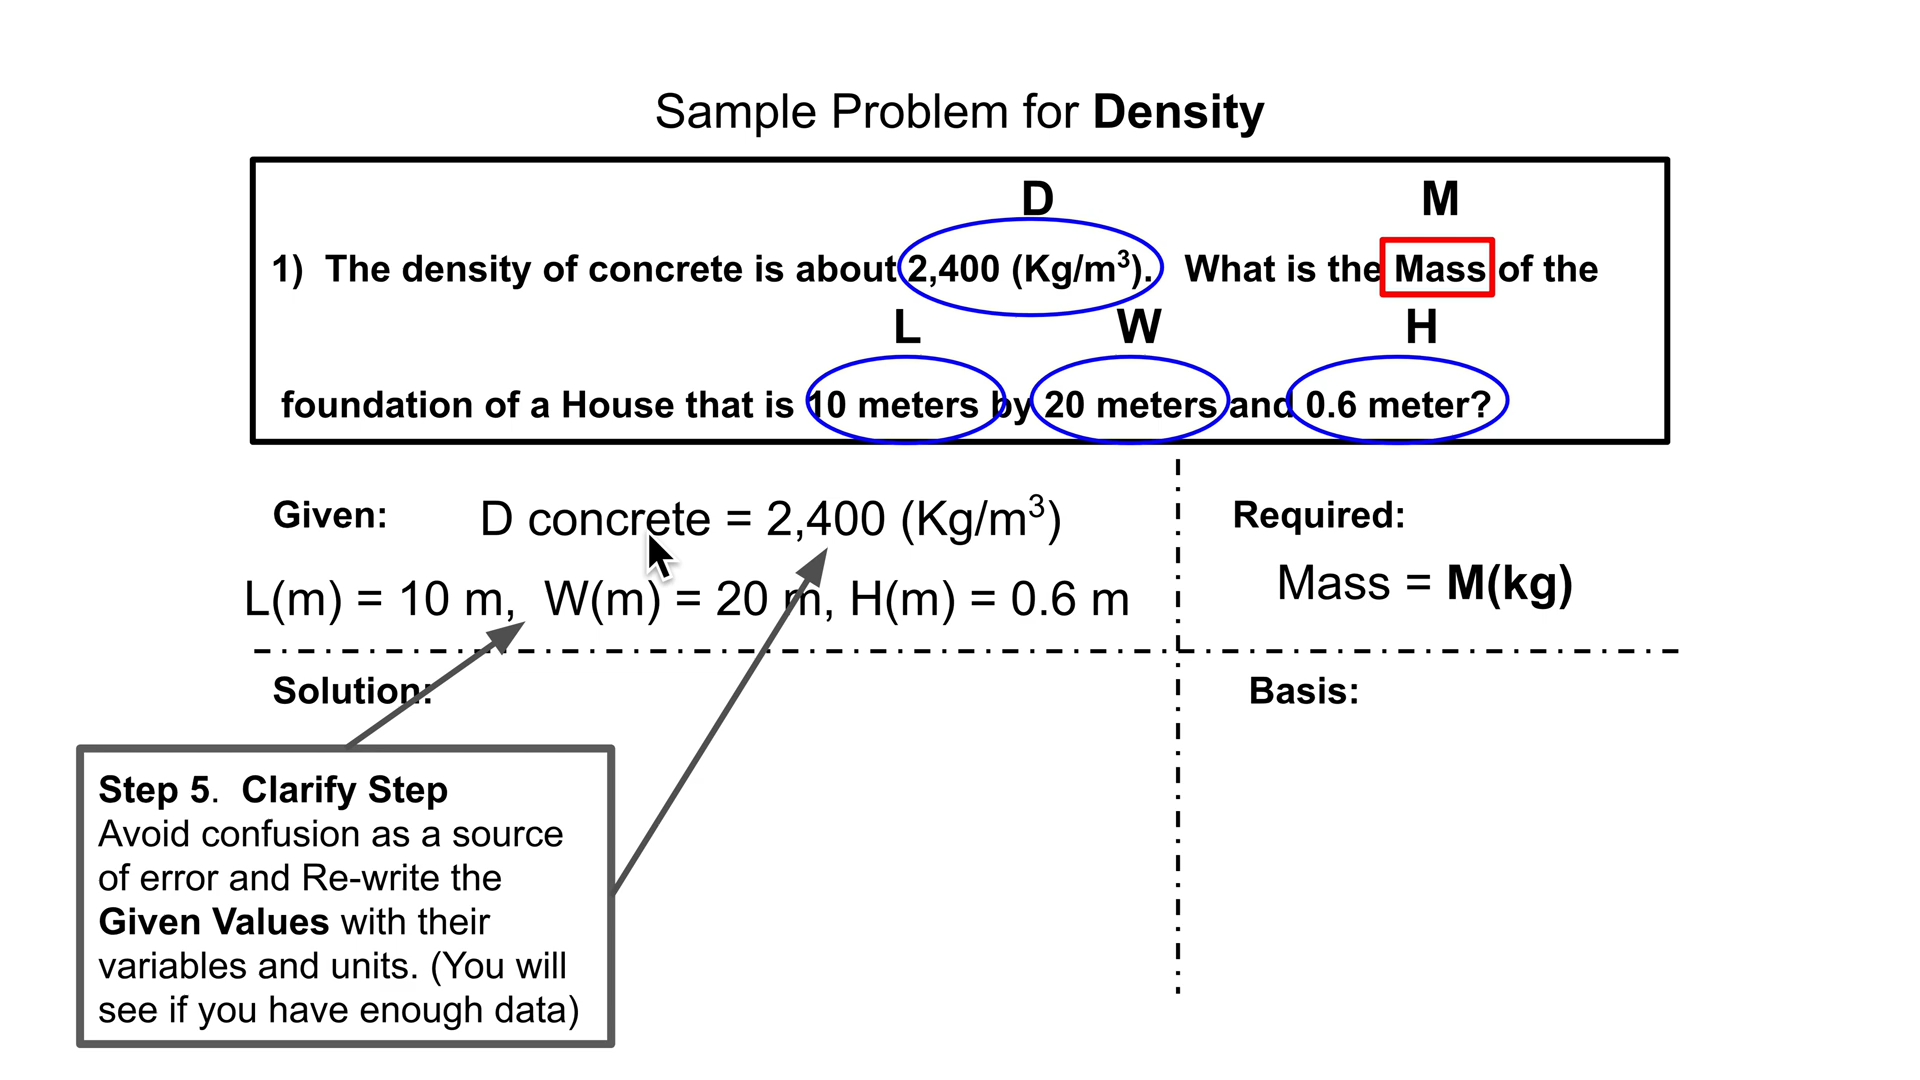 Sample Problem for Density
D M
1) The density of concrete is about 2,400 (Kg/m³). What is the Mass of the
L W H
foundation of a House that is 10 meters by 20 meters and 0.6 meter?
Given: D concrete = 2,400 (Kg/m³)
L(m) = 10 m, W(m) = 20 m, H(m) = 0.6 m
Required:
Mass = M(kg)
Solution:
Basis:
Step 5. Clarify Step
Avoid confusion as a source
of error and Re-write the
Given Values with their
variables and units. (You will
see if you have enough data)